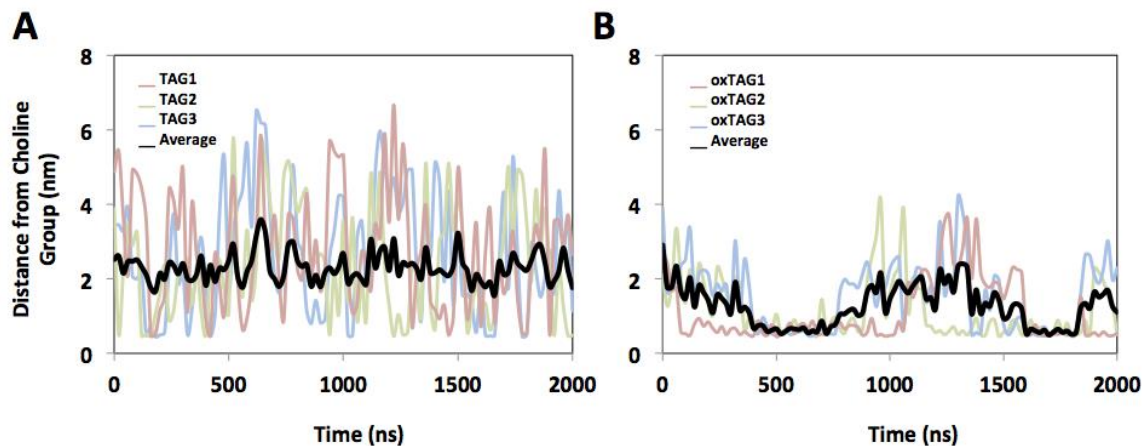 A
8
6
4
2
0
Distance from Choline
Group (nm)
TAG1
TAG2
TAG3
Average
0
500
1000
1500
2000
Time (ns)
B
8
6
4
2
0
oxTAG1
oxTAG2
oxTAG3
Average
0
500
1000
1500
2000
Time (ns)